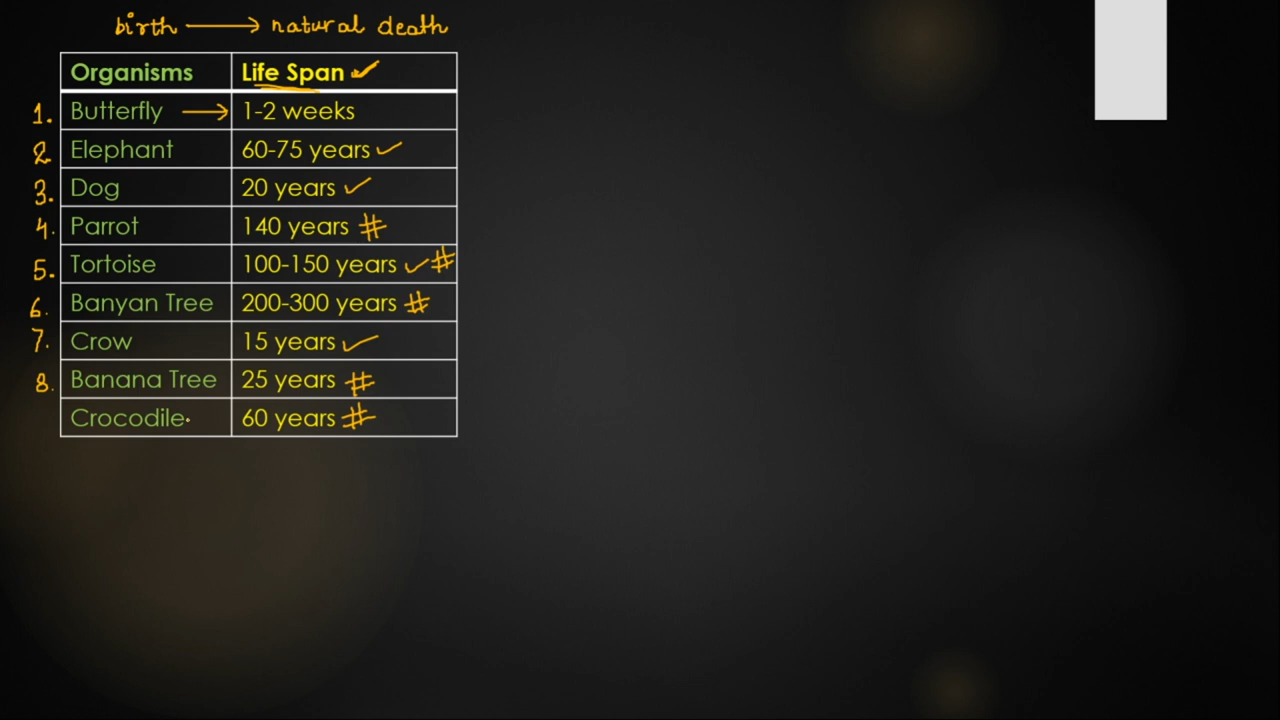 birth → natural death
Organisms Life Span ✓
1. Butterfly → 1-2 weeks
2 Elephant 60-75 years ✓
3. Dog 20 years ✓
4. Parrot 140 years #
5. Tortoise 100-150 years ✓ #
6. Banyan Tree 200-300 years #
7. Crow 15 years ✓
8. Banana Tree 25 years #
Crocodile 60 years #